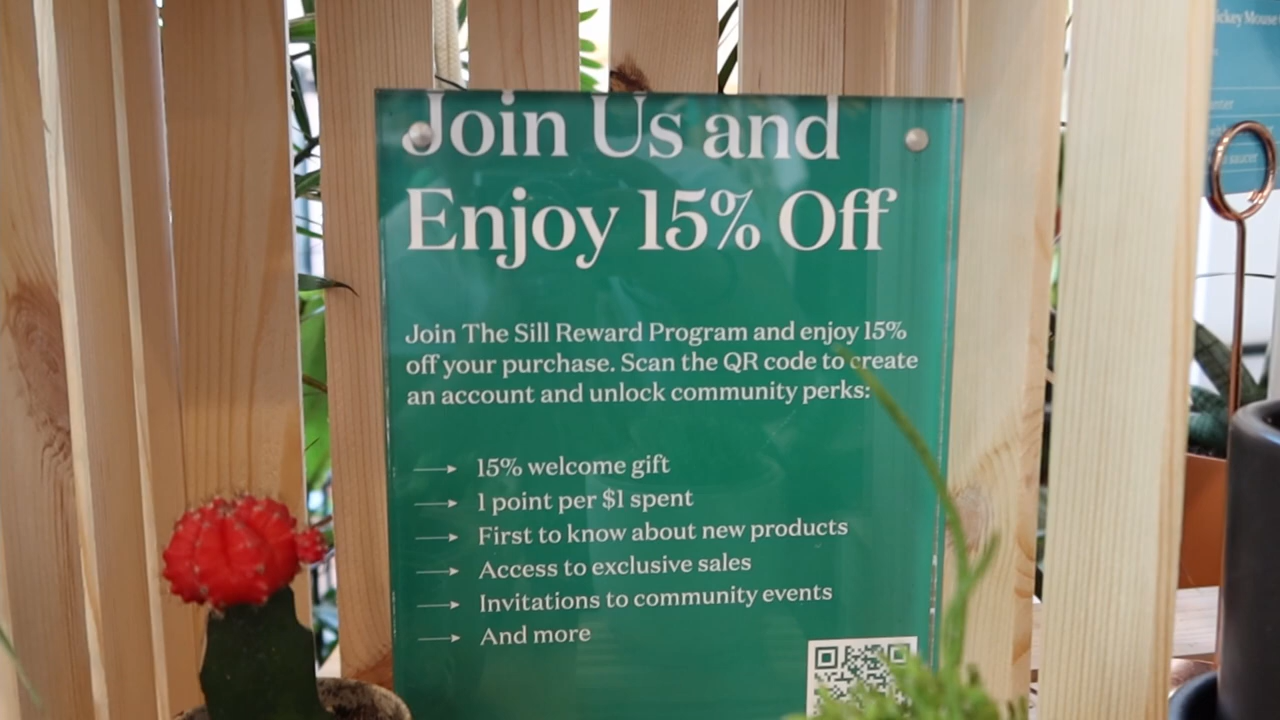 Join Us and
Enjoy 15% Off
Join The Sill Reward Program and enjoy 15%
off your purchase. Scan the QR code to create
an account and unlock community perks:
15% welcome gift
1 point per $1 spent
First to know about new products
Access to exclusive sales
Invitations to community events
And more
Mouse
saucer